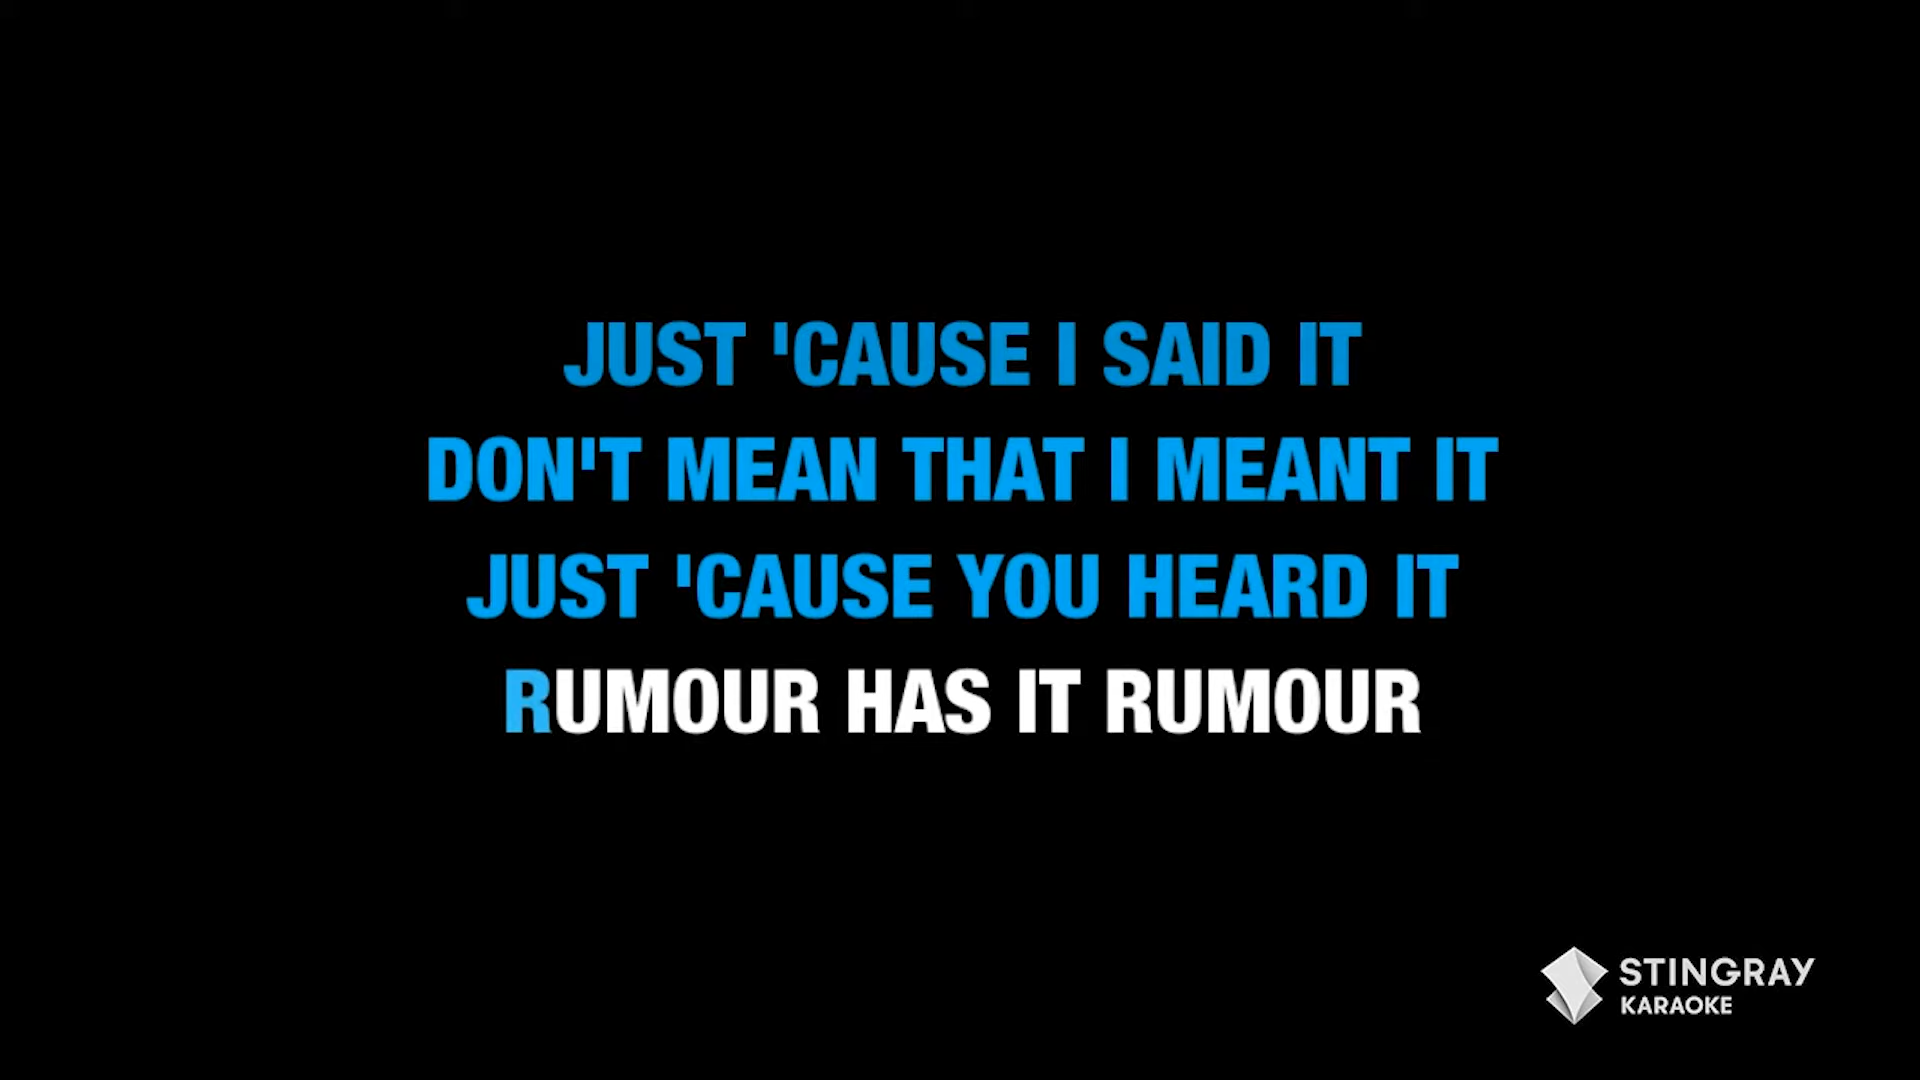 JUST 'CAUSE I SAID IT
DON'T MEAN THAT I MEANT IT
JUST 'CAUSE YOU HEARD IT
RUMOUR HAS IT RUMOUR
STINGRAY
KARAOKE